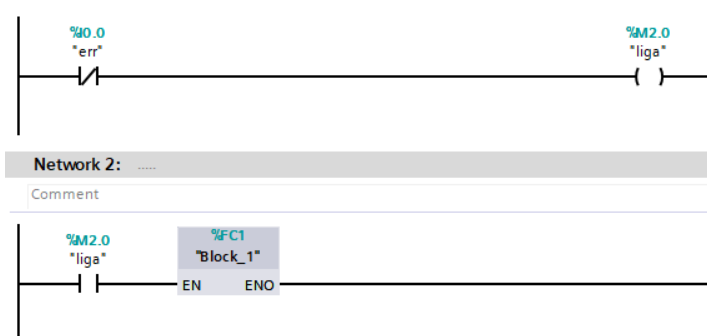 %I0.0
"err"
%M2.0
"liga"
Network 2: .....
Comment
%M2.0
"liga"
%FC1
"Block_1"
EN ENO